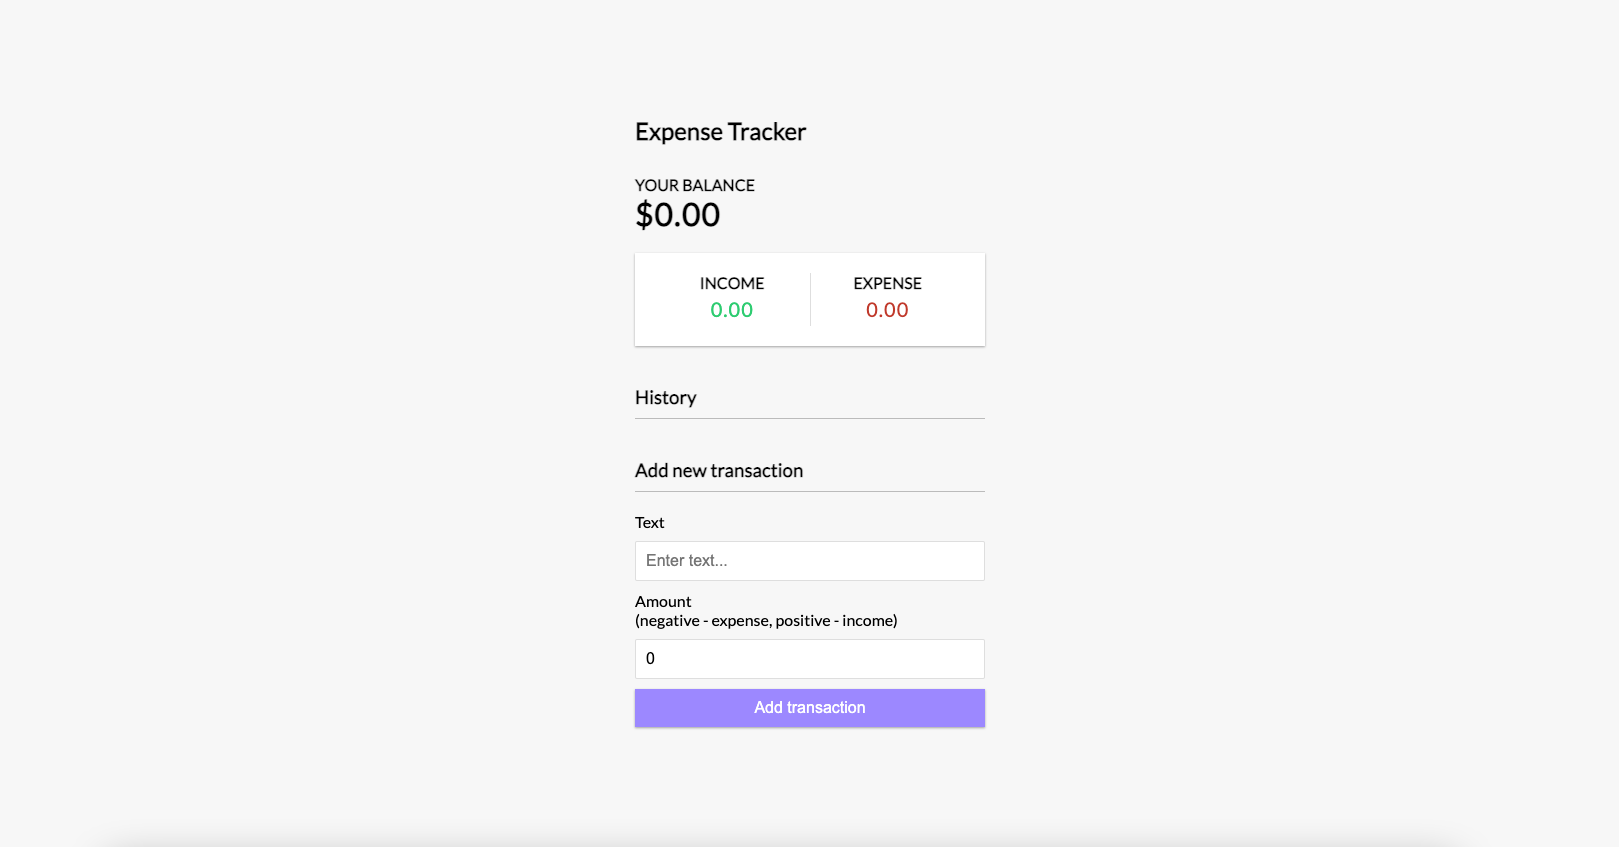 Expense Tracker
YOUR BALANCE
$0.00
INCOME EXPENSE
0.00 0.00
History
Add new transaction
Text
Enter text...
Amount
(negative - expense, positive - income)
0
Add transaction